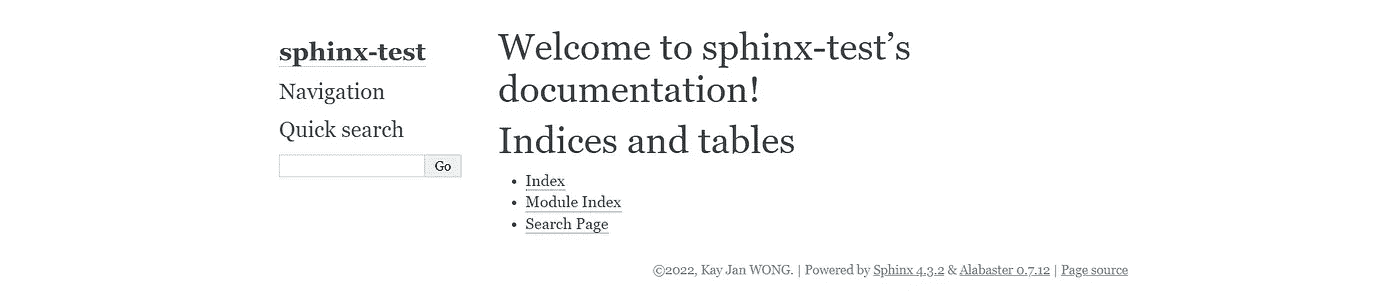 sphinx-test
Navigation
Quick search
Go
Welcome to sphinx-test’s
documentation!
Indices and tables
• Index
• Module Index
• Search Page
©2022, Kay Jan WONG. | Powered by Sphinx 4.3.2 & Alabaster 0.7.12 | Page source